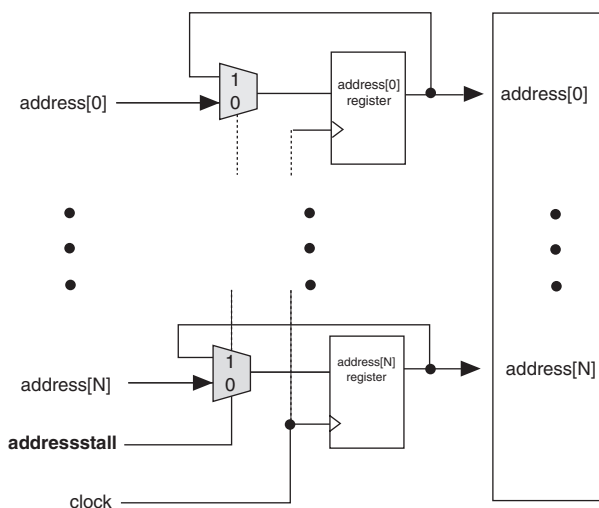 1
0
address[0]
address[0]
register
address[0]
1
0
address[N]
address[N]
register
address[N]
addressstall
clock